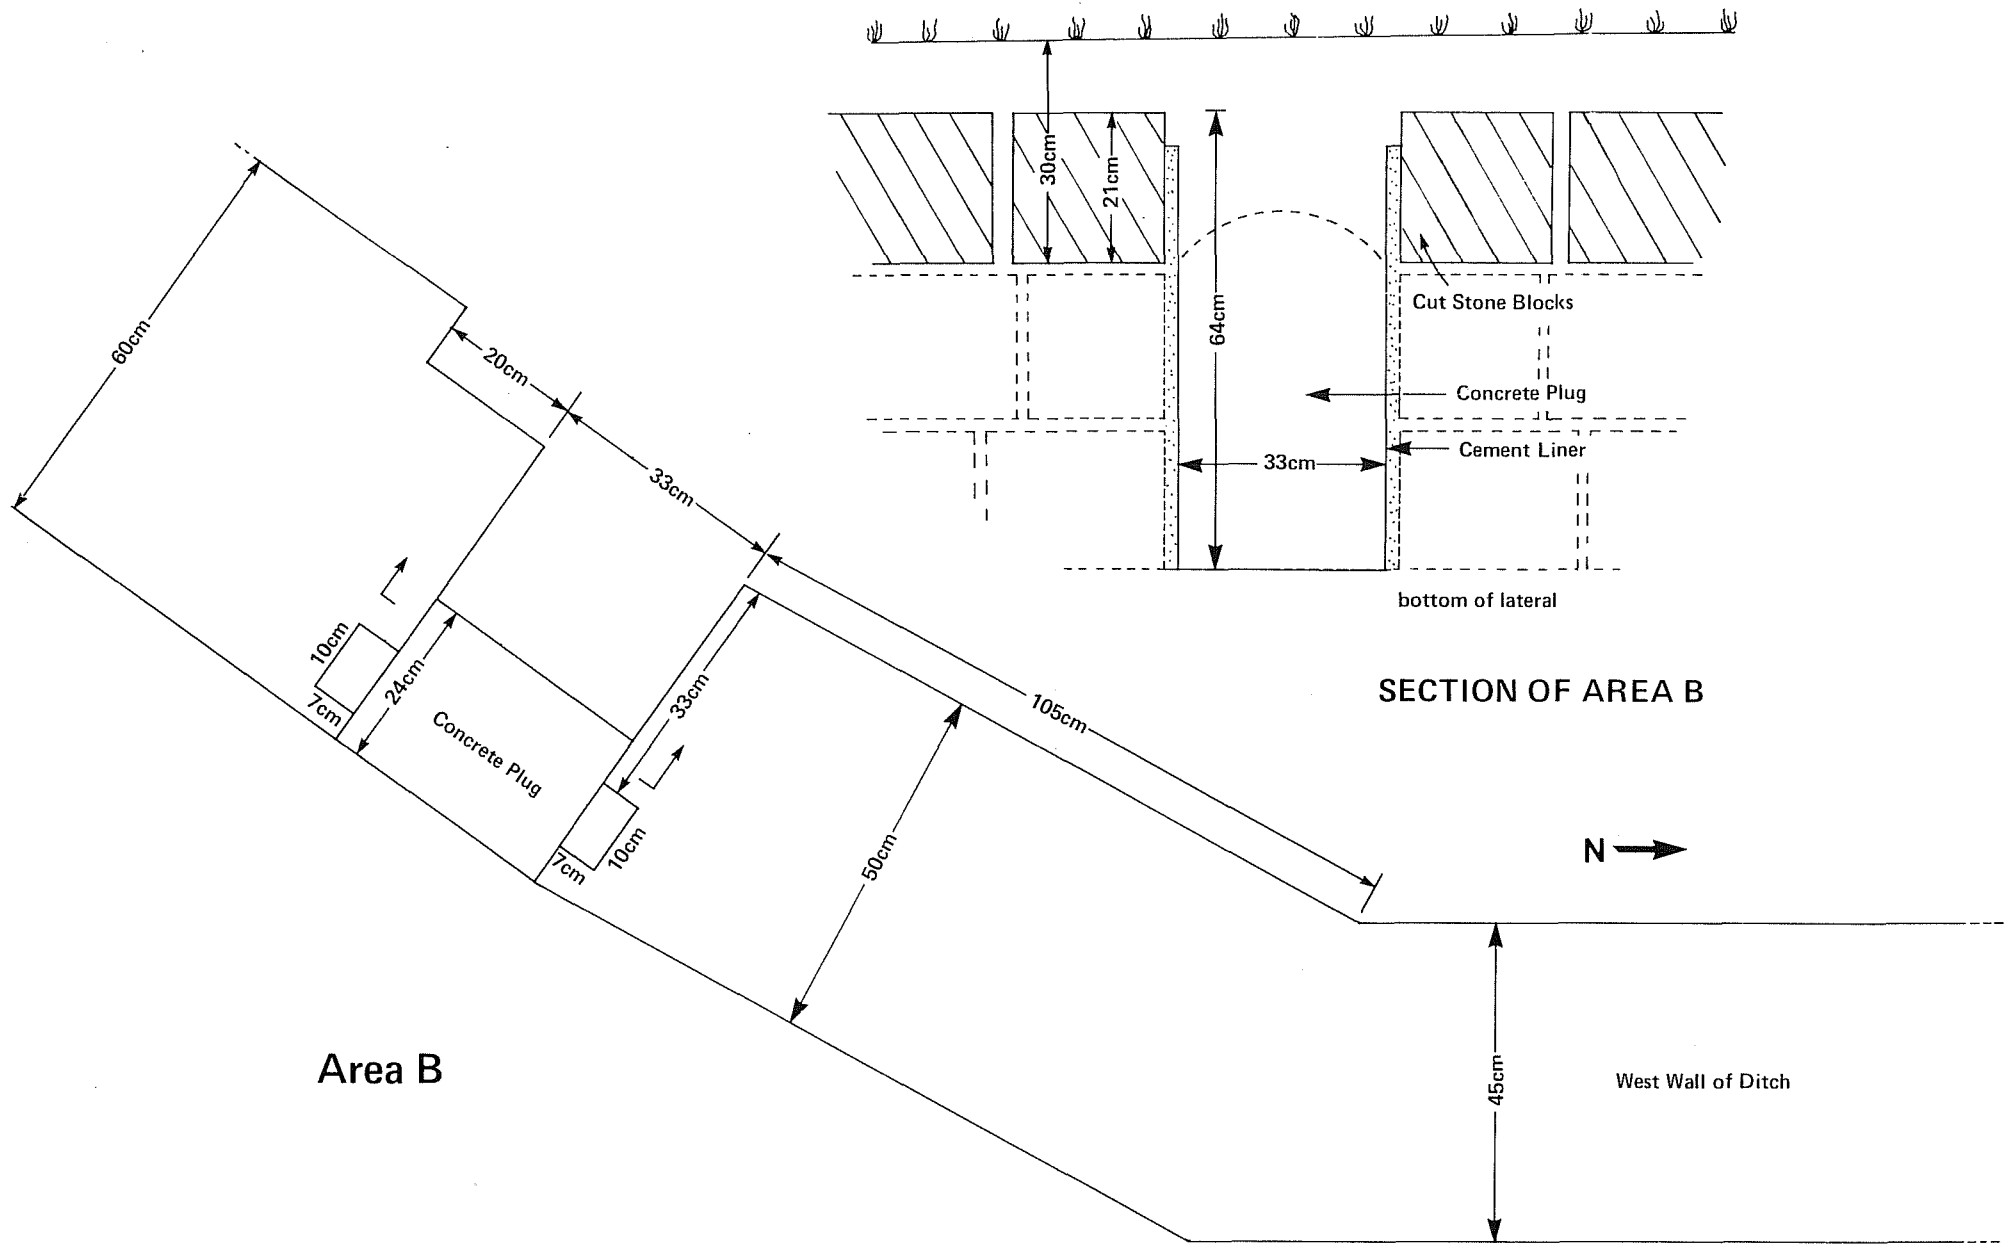 30cm
21cm
64cm
Cut Stone Blocks
Concrete Plug
Cement Liner
33cm
bottom of lateral
SECTION OF AREA B
60cm
20cm
33cm
105cm
10cm
7cm
24cm
Concrete Plug
33cm
10cm
7cm
50cm
N
45cm
West Wall of Ditch
Area B